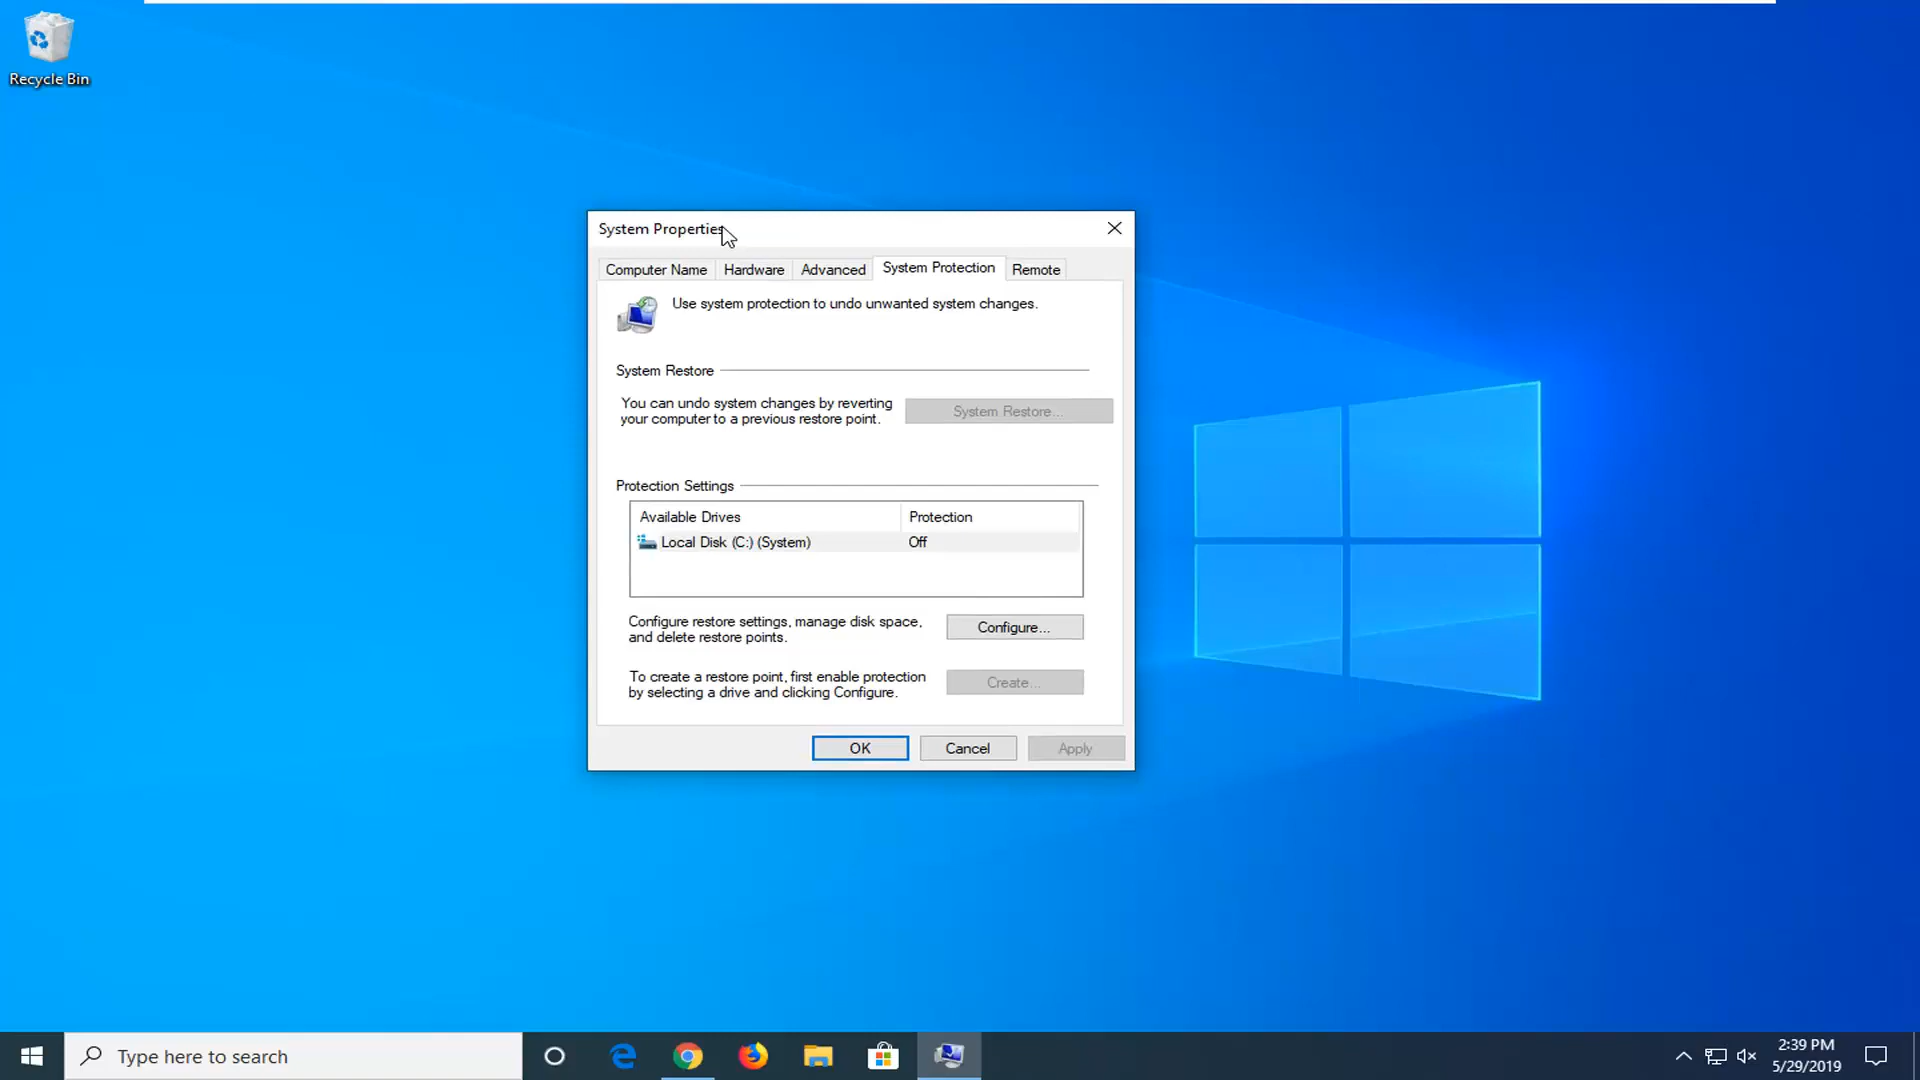 Recycle Bin
System Properties
Computer Name
Hardware
Advanced
System Protection
Remote
Use system protection to undo unwanted system changes.
System Restore
You can undo system changes by reverting
your computer to a previous restore point.
System Restore...
Protection Settings
Available Drives
Protection
Local Disk (C:) (System)
Off
Configure restore settings, manage disk space,
and delete restore points.
Configure...
To create a restore point, first enable protection
by selecting a drive and clicking Configure.
Create...
OK
Cancel
Apply
Type here to search
2:39 PM
5/29/2019